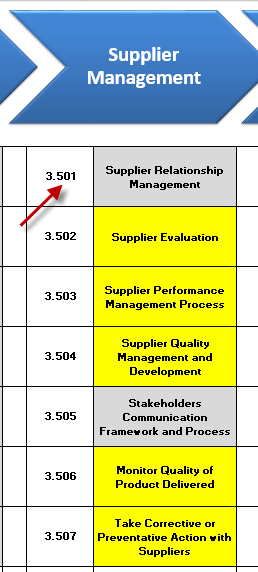 Supplier
Management
3.501
Supplier Relationship
Management
3.502
Supplier Evaluation
3.503
Supplier Performance
Management Process
3.504
Supplier Quality
Management and
Development
3.505
Stakeholders
Communication
Framework and Process
3.506
Monitor Quality of
Product Delivered
3.507
Take Corrective or
Preventative Action with
Suppliers